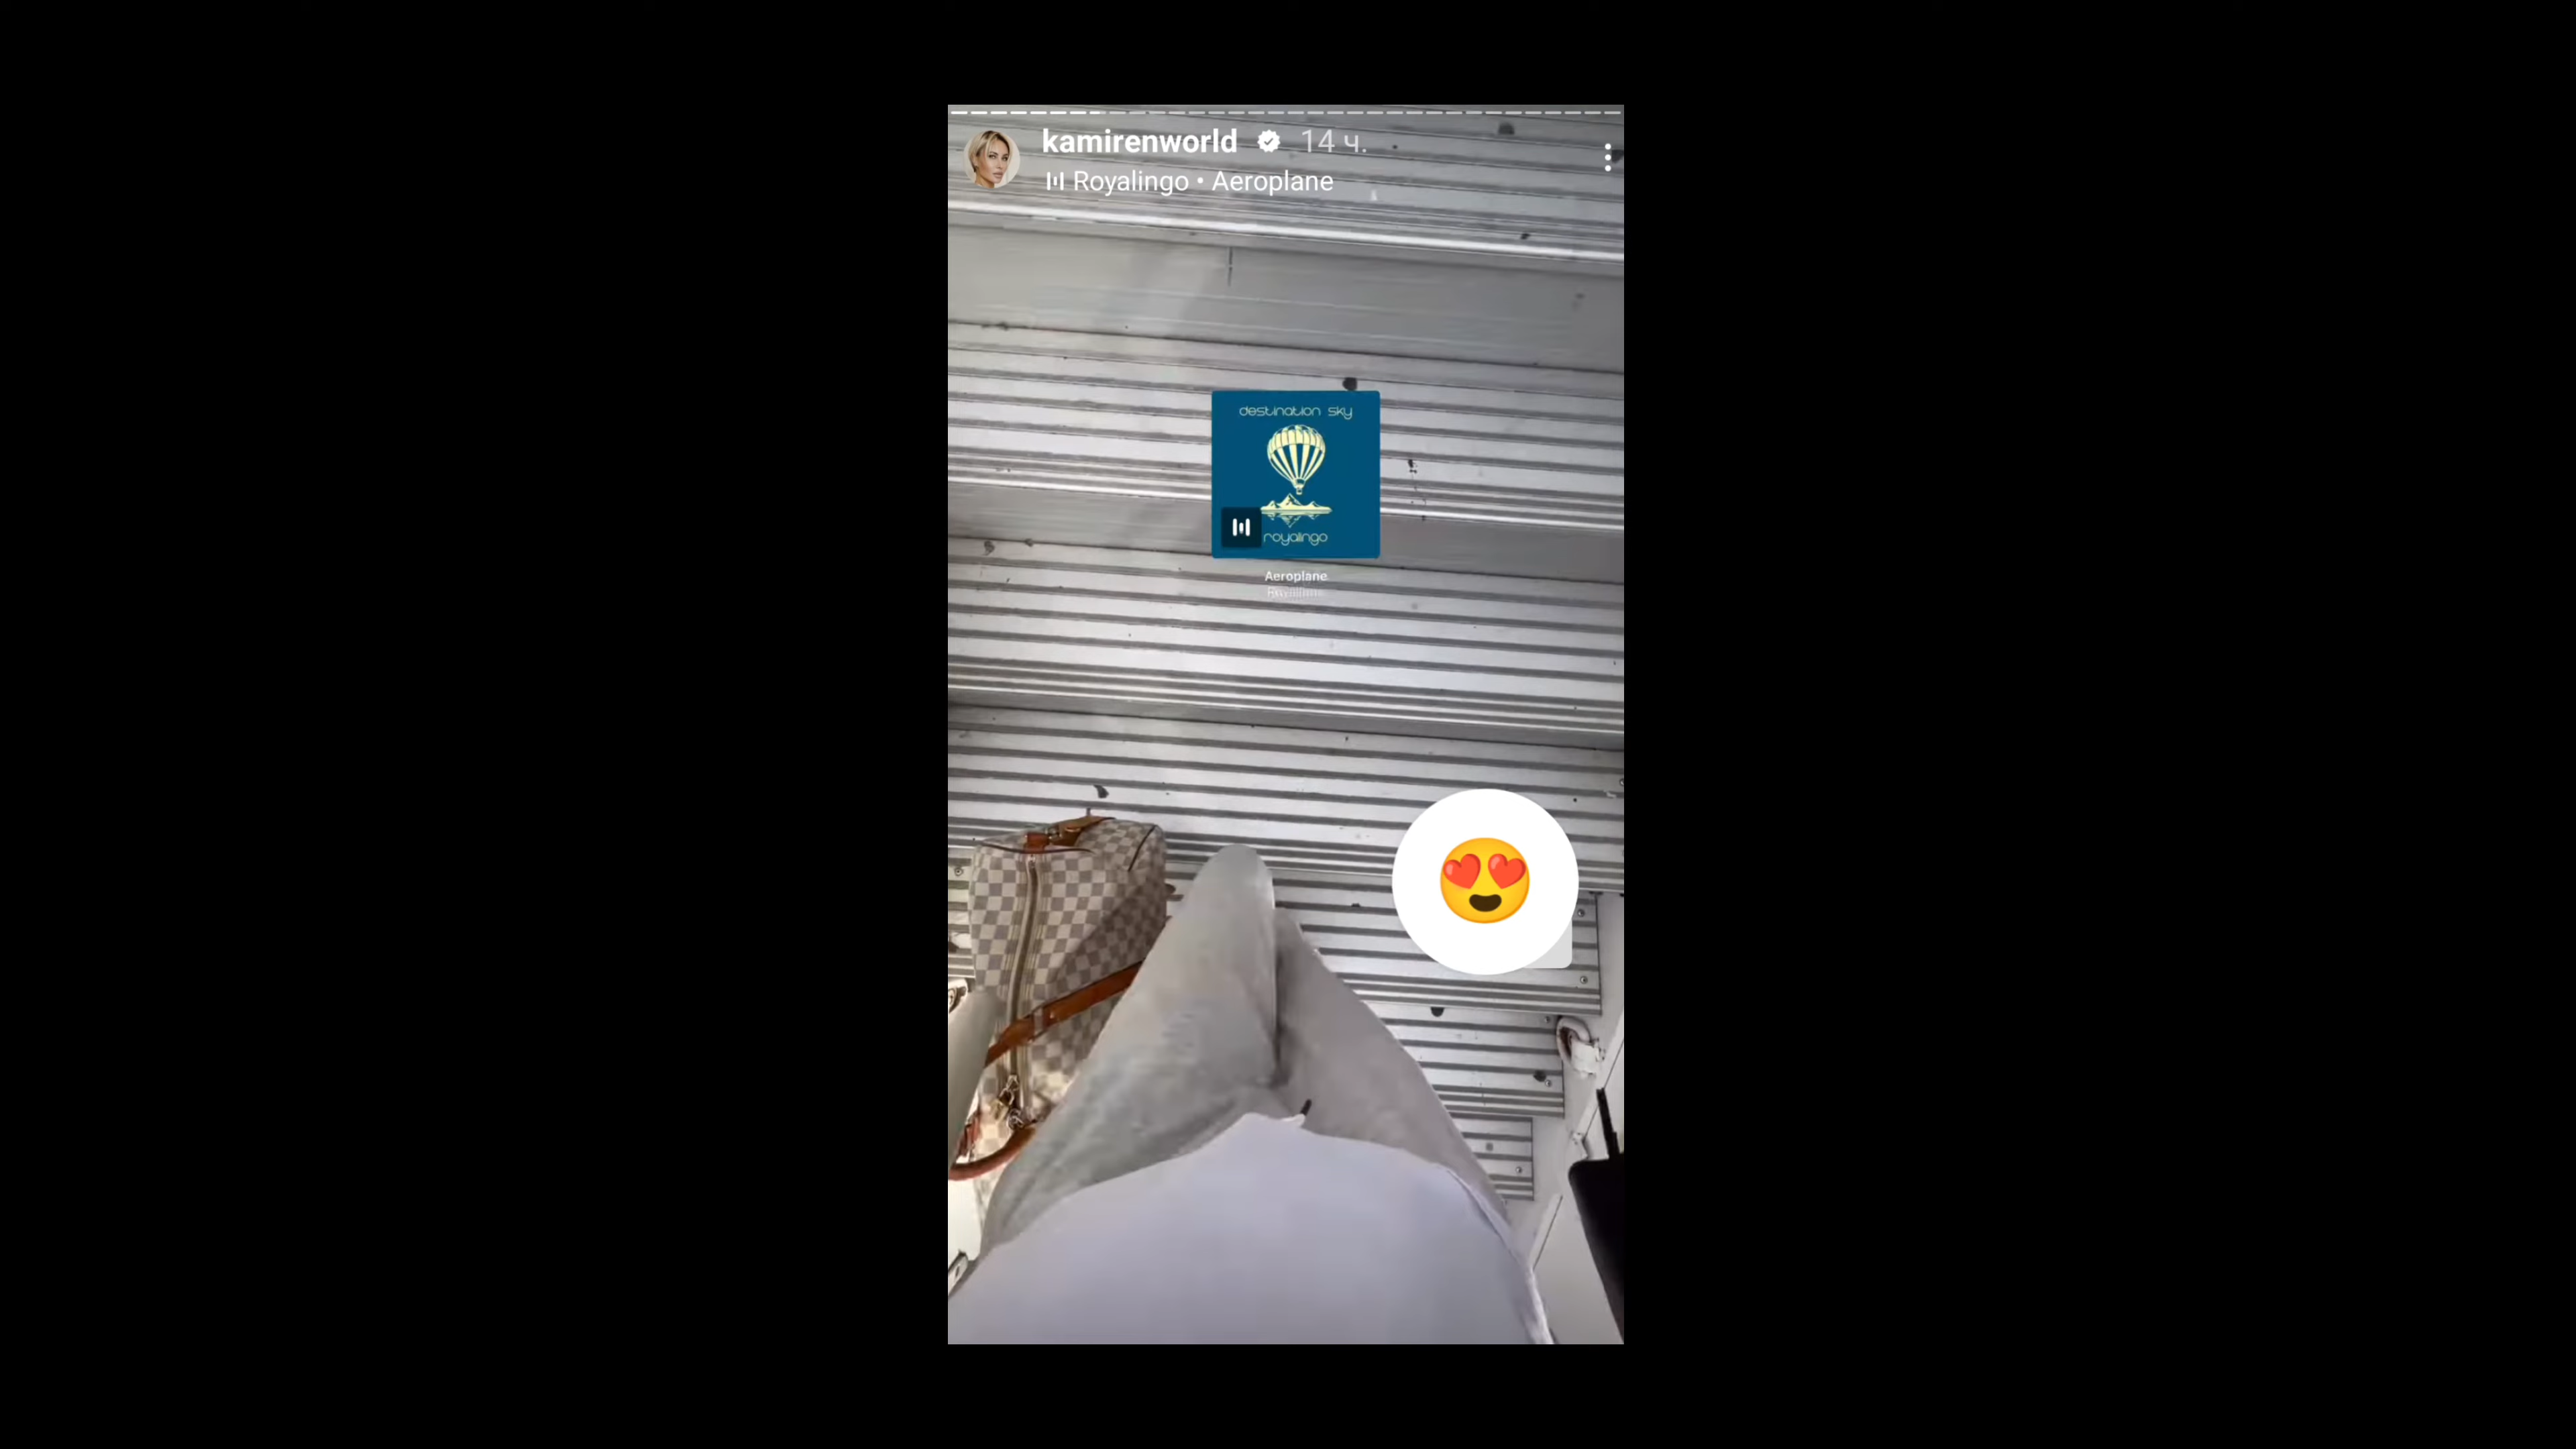 kamirenworld 14 ч.
Royalingo • Aeroplane
destination sky
royalingo
Aeroplane